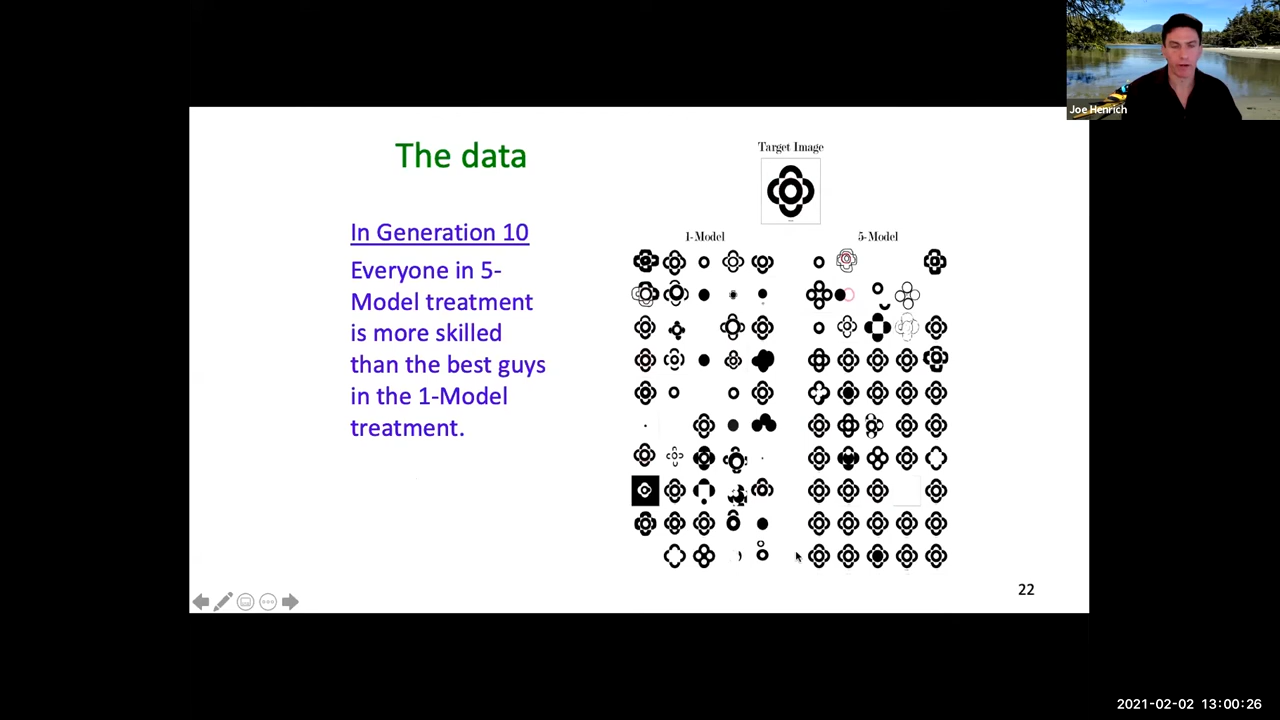 Joe Henrich
The data
Target Image
In Generation 10
1-Model
5-Model
Everyone in 5-
Model treatment
is more skilled
than the best guys
in the 1-Model
treatment.
22
2021-02-02 13:00:26